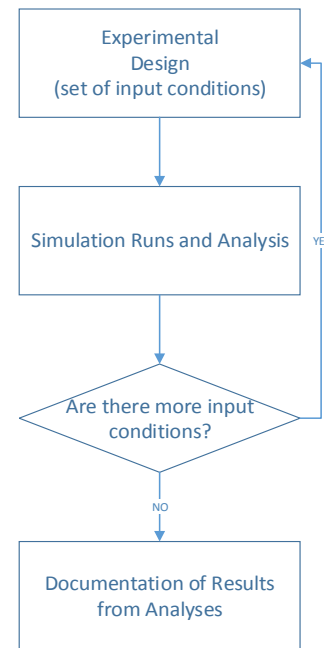 Experimental
Design
(set of input conditions)
Simulation Runs and Analysis
YE
Are there more input
conditions?
NO
Documentation of Results
from Analyses